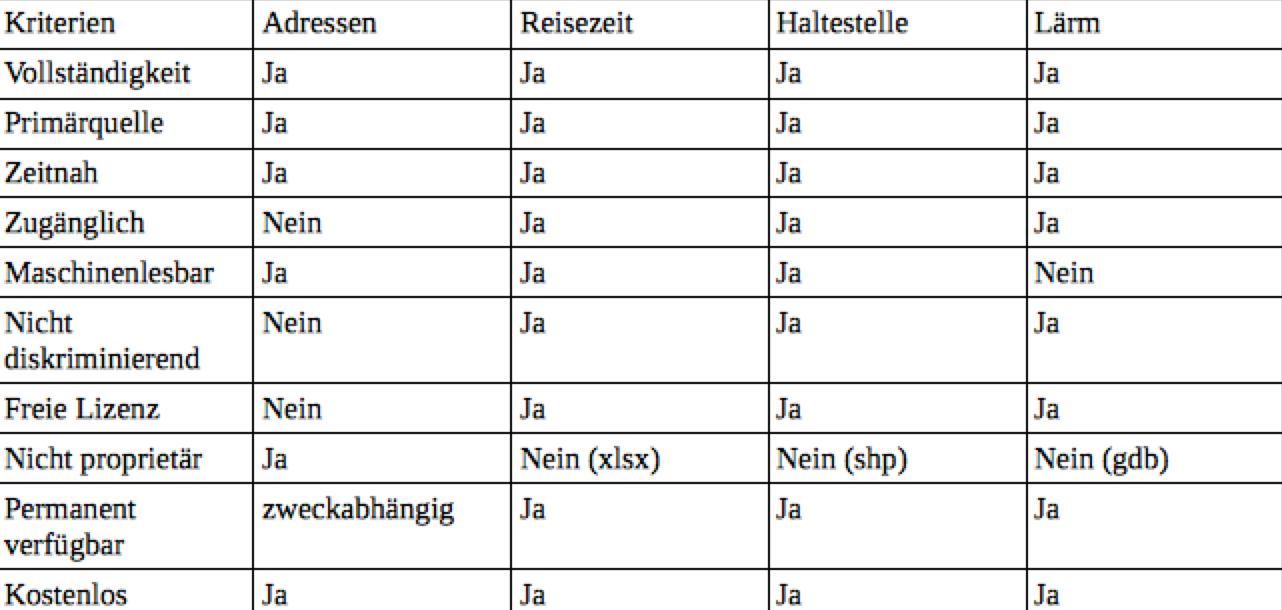 Kriterien Adressen Reisezeit Haltestelle Lärm
Vollständigkeit Ja Ja Ja Ja
Primärquelle Ja Ja Ja Ja
Zeitnah Ja Ja Ja Ja
Zugänglich Nein Ja Ja Ja
Maschinenlesbar Ja Ja Ja Nein
Nicht Nein Ja Ja Ja
diskriminierend
Freie Lizenz Nein Ja Ja Ja
Nicht proprietär Ja Nein (xlsx) Nein (shp) Nein (gdb)
Permanent zweckabhängig Ja Ja Ja
verfügbar
Kostenlos Ja Ja Ja Ja